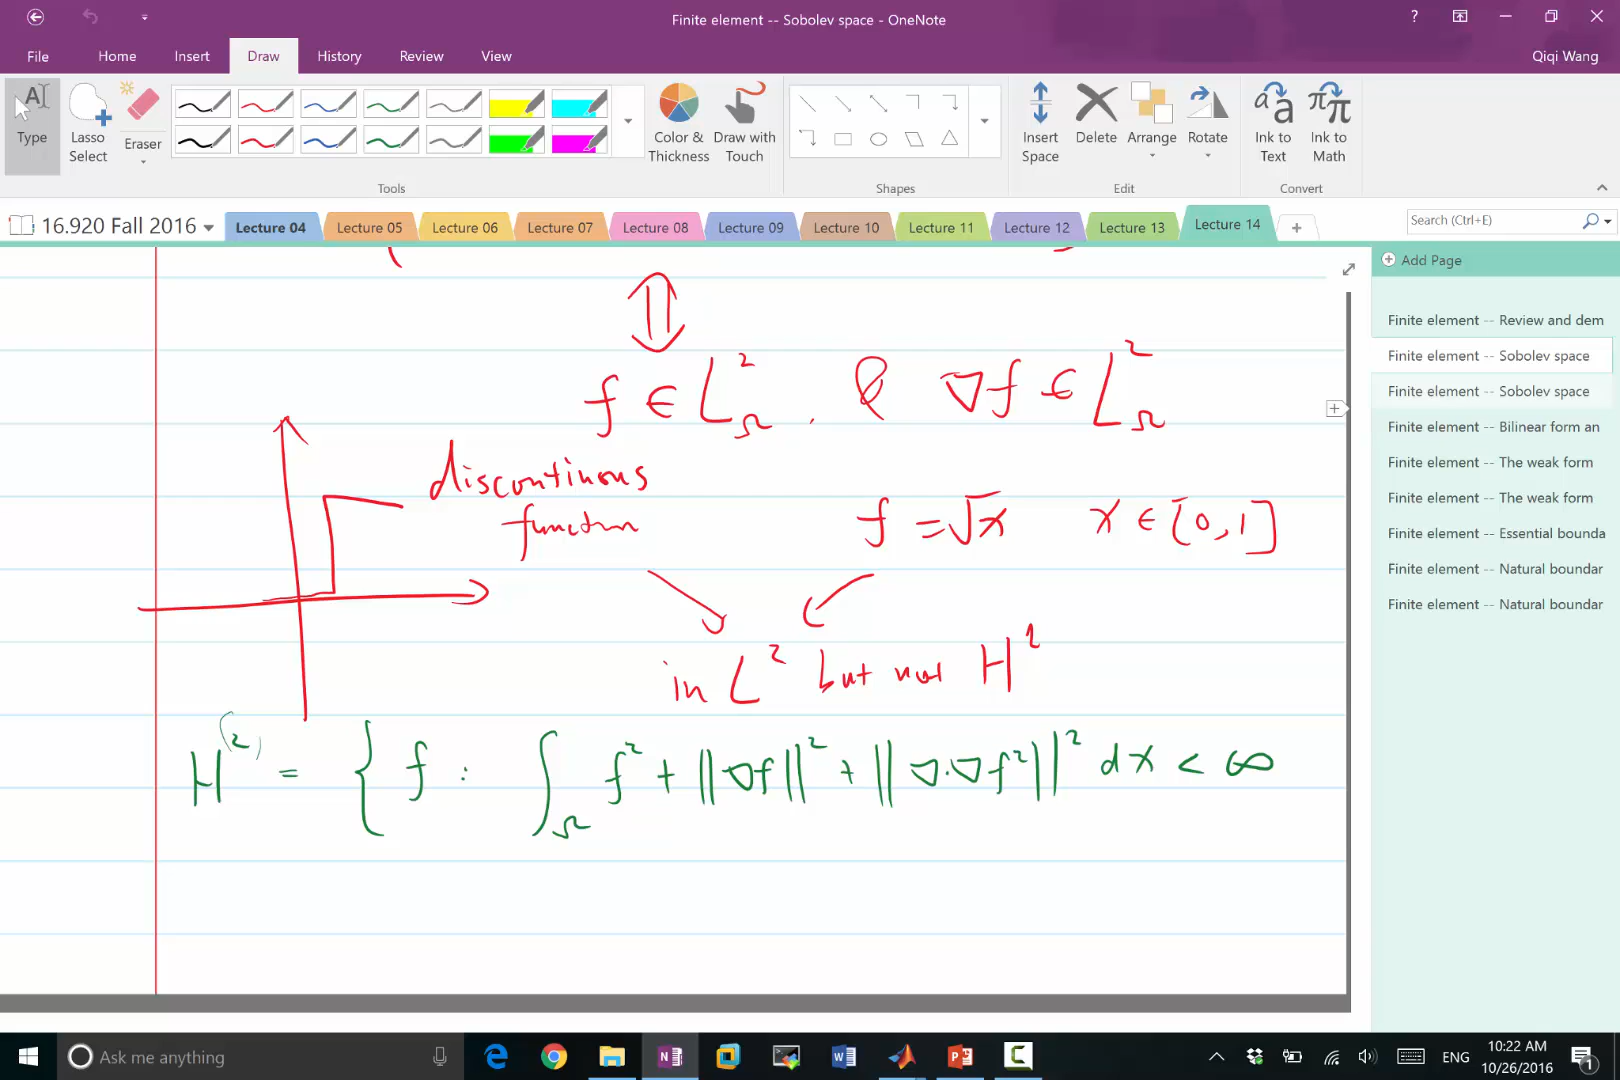 Finite element -- Sobolev space - OneNote
?
File Home Insert Draw History Review View
Qiqi Wang
Type
Lasso Select
Eraser
Color & Thickness
Draw with Touch
Insert Space
Delete
Arrange
Rotate
Ink to Text
Ink to Math
Tools
Shapes
Edit
Convert
16.920 Fall 2016
Lecture 04 Lecture 05 Lecture 06 Lecture 07 Lecture 08 Lecture 09 Lecture 10 Lecture 11 Lecture 12 Lecture 13 Lecture 14
Search (Ctrl+E)
Add Page
Finite element -- Review and dem
Finite element -- Sobolev space
Finite element -- Sobolev space
Finite element -- Bilinear form an
Finite element -- The weak form
Finite element -- The weak form
Finite element -- Essential bounda
Finite element -- Natural boundar
Finite element -- Natural boundar
f ∈ L²_Ω . & ∇f ∈ L²_Ω
discontinous
function
f = √x x ∈ [0,1]
in L² but not H¹
H⁽²⁾ = { f : ∫_Ω f² + ||∇f||² + ||∇·∇f²||² dx < ∞
Ask me anything
ENG
10:22 AM
10/26/2016
1